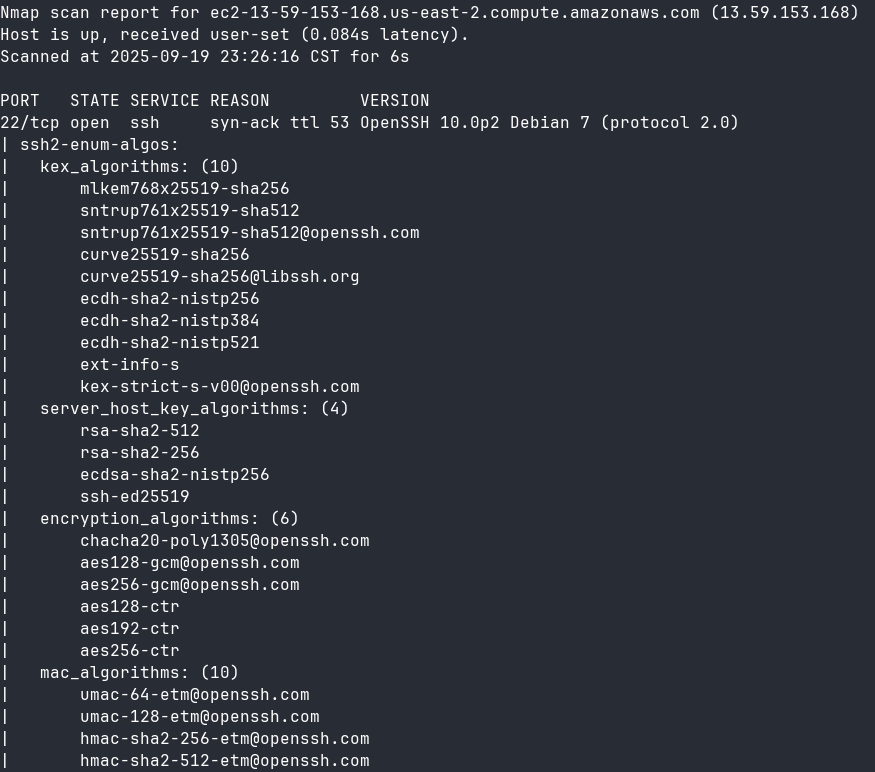 Nmap scan report for ec2-13-59-153-168.us-east-2.compute.amazonaws.com (13.59.153.168)
Host is up, received user-set (0.084s latency).
Scanned at 2025-09-19 23:26:16 CST for 6s

PORT   STATE SERVICE REASON         VERSION
22/tcp open  ssh     syn-ack ttl 53 OpenSSH 10.0p2 Debian 7 (protocol 2.0)
| ssh2-enum-algos:
|   kex_algorithms: (10)
|       mlkem768x25519-sha256
|       sntrup761x25519-sha512
|       sntrup761x25519-sha512@openssh.com
|       curve25519-sha256
|       curve25519-sha256@libssh.org
|       ecdh-sha2-nistp256
|       ecdh-sha2-nistp384
|       ecdh-sha2-nistp521
|       ext-info-s
|       kex-strict-s-v00@openssh.com
|   server_host_key_algorithms: (4)
|       rsa-sha2-512
|       rsa-sha2-256
|       ecdsa-sha2-nistp256
|       ssh-ed25519
|   encryption_algorithms: (6)
|       chacha20-poly1305@openssh.com
|       aes128-gcm@openssh.com
|       aes256-gcm@openssh.com
|       aes128-ctr
|       aes192-ctr
|       aes256-ctr
|   mac_algorithms: (10)
|       umac-64-etm@openssh.com
|       umac-128-etm@openssh.com
|       hmac-sha2-256-etm@openssh.com
|       hmac-sha2-512-etm@openssh.com